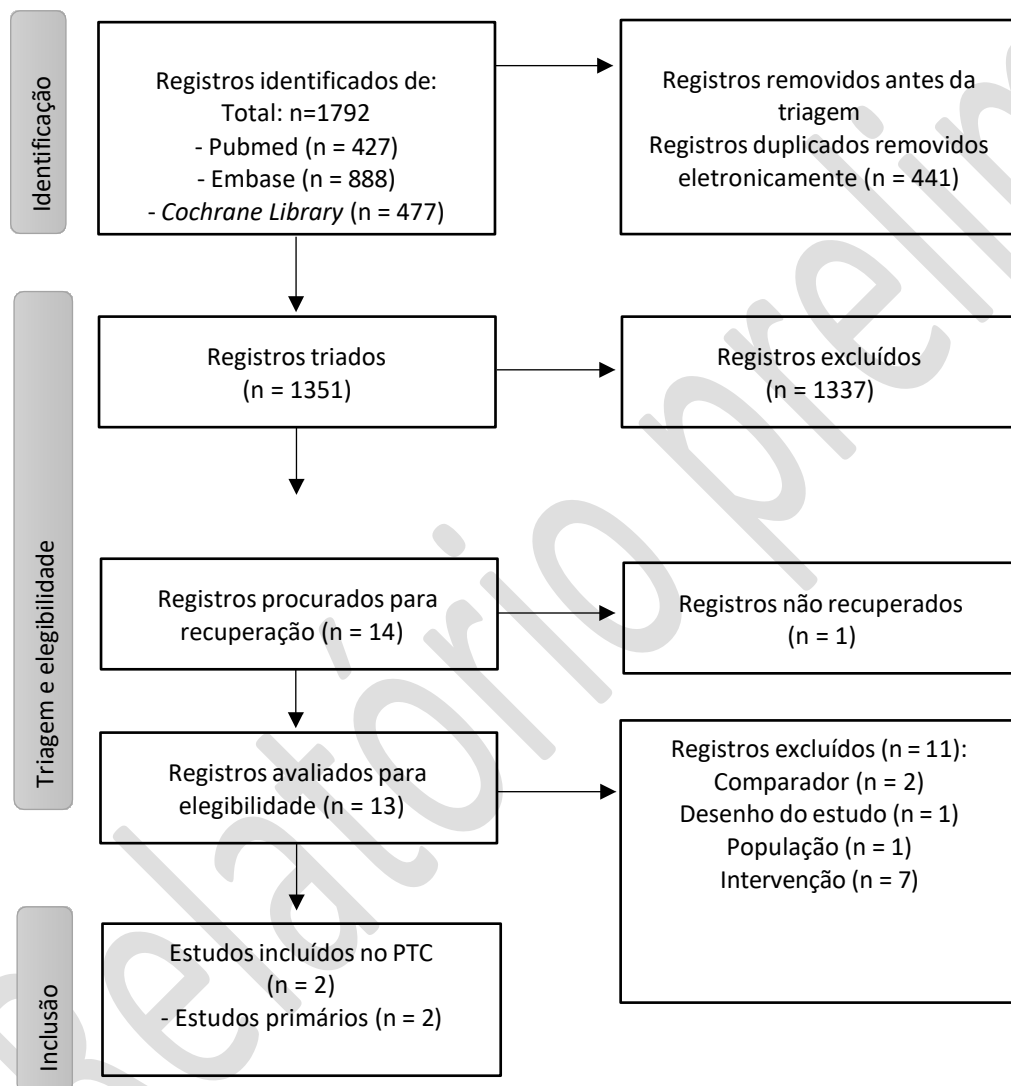 Identificação
Registros identificados de:
Total: n=1792
- Pubmed (n = 427)
- Embase (n = 888)
- Cochrane Library (n = 477)
Registros removidos antes da
triagem
Registros duplicados removidos
eletronicamente (n = 441)
Triagem e elegibilidade
Registros triados
(n = 1351)
Registros excluídos
(n = 1337)
Registros procurados para
recuperação (n = 14)
Registros não recuperados
(n = 1)
Registros avaliados para
elegibilidade (n = 13)
Registros excluídos (n = 11):
Comparador (n = 2)
Desenho do estudo (n = 1)
População (n = 1)
Intervenção (n = 7)
Inclusão
Estudos incluídos no PTC
(n = 2)
- Estudos primários (n = 2)
Relatório prelim